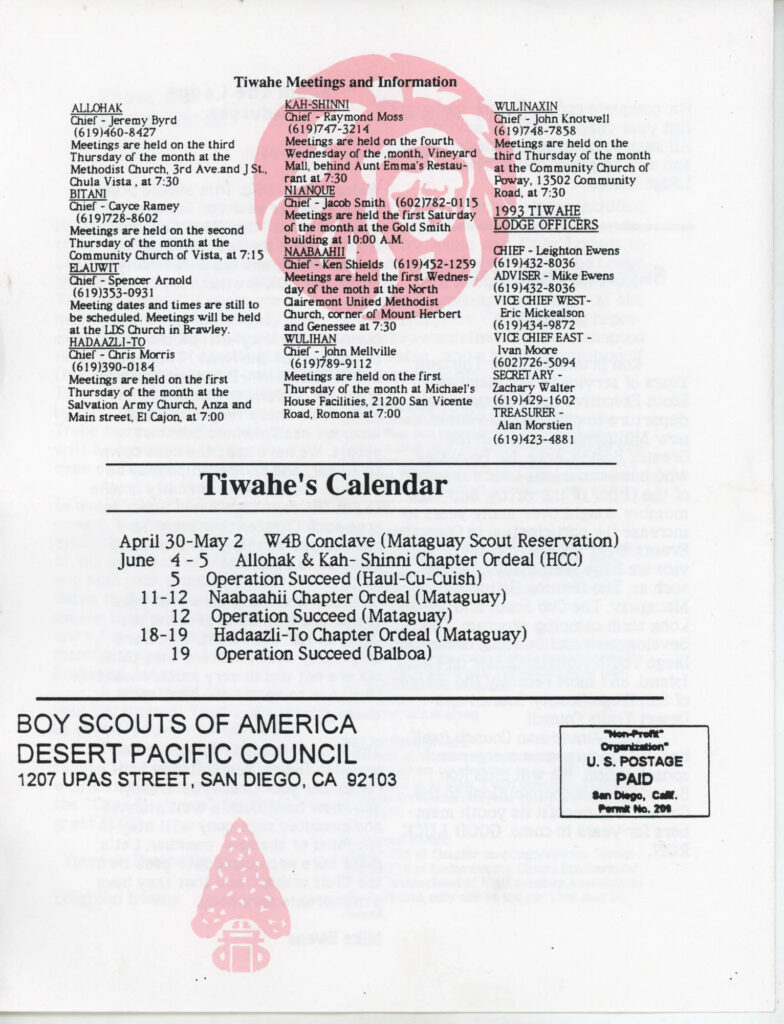 Tiwahe Meetings and Information
ALLOHAK
Chief - Jeremy Byrd
(619)460-8427
Meetings are held on the third
Thursday of the month at the
Methodist Church, 3rd Ave.and J St.,
Chula Vista , at 7:30
BITANI
Chief - Cayce Ramey
(619)728-8602
Meetings are held on the second
Thursday of the month at the
Community Church of Vista, at 7:15
ELAUWIT
Chief - Spencer Arnold
(619)353-0931
Meeting dates and times are still to
be scheduled. Meetings will be held
at the LDS Church in Brawley.
HADAAZLI-TO
Chief - Chris Morris
(619)390-0184
Meetings are held on the first
Thursday of the month at the
Salvation Army Church, Anza and
Main street, El Cajon, at 7:00
KAH-SHINNI
Chief - Raymond Moss
(619)747-3214
Meetings are held on the fourth
Wednesday of the ,month, Vineyard
Mall, behind Aunt Emma's Restau-
rant at 7:30
NIANQUE
Chief - Jacob Smith (602)782-0115
Meetings are held the first Saturday
of the month at the Gold Smith
building at 10:00 A.M.
NAABAAHII
Chief - Ken Shields (619)452-1259
Meetings are held the first Wednes-
day of the moth at the North
Clairemont United Methodist
Church, corner of Mount Herbert
and Genessee at 7:30
WULIHAN
Chief - John Mellville
(619)789-9112
Meetings are held on the first
Thursday of the month at Michael's
House Facilities, 21200 San Vicente
Road, Romona at 7:00
WULINAXIN
Chief - John Knotwell
(619)748-7858
Meetings are held on the
third Thursday of the month
at the Community Church of
Poway, 13502 Community
Road, at 7:30
1993 TIWAHE
LODGE OFFICERS
CHIEF - Leighton Ewens
(619)432-8036
ADVISER - Mike Ewens
(619)432-8036
VICE CHIEF WEST-
Eric Mickealson
(619)434-9872
VICE CHIEF EAST -
Ivan Moore
(602)726-5094
SECRETARY -
Zachary Walter
(619)429-1602
TREASURER -
Alan Morstien
(619)423-4881
Tiwahe's Calendar
April 30-May 2 W4B Conclave (Mataguay Scout Reservation)
June 4 - 5 Allohak & Kah- Shinni Chapter Ordeal (HCC)
5 Operation Succeed (Haul-Cu-Cuish)
11-12 Naabaahii Chapter Ordeal (Mataguay)
12 Operation Succeed (Mataguay)
18-19 Hadaazli-To Chapter Ordeal (Mataguay)
19 Operation Succeed (Balboa)
BOY SCOUTS OF AMERICA
DESERT PACIFIC COUNCIL
1207 UPAS STREET, SAN DIEGO, CA 92103
"Non-Profit"
Organization"
U. S. POSTAGE
PAID
San Diego, Calif.
Permit No. 209